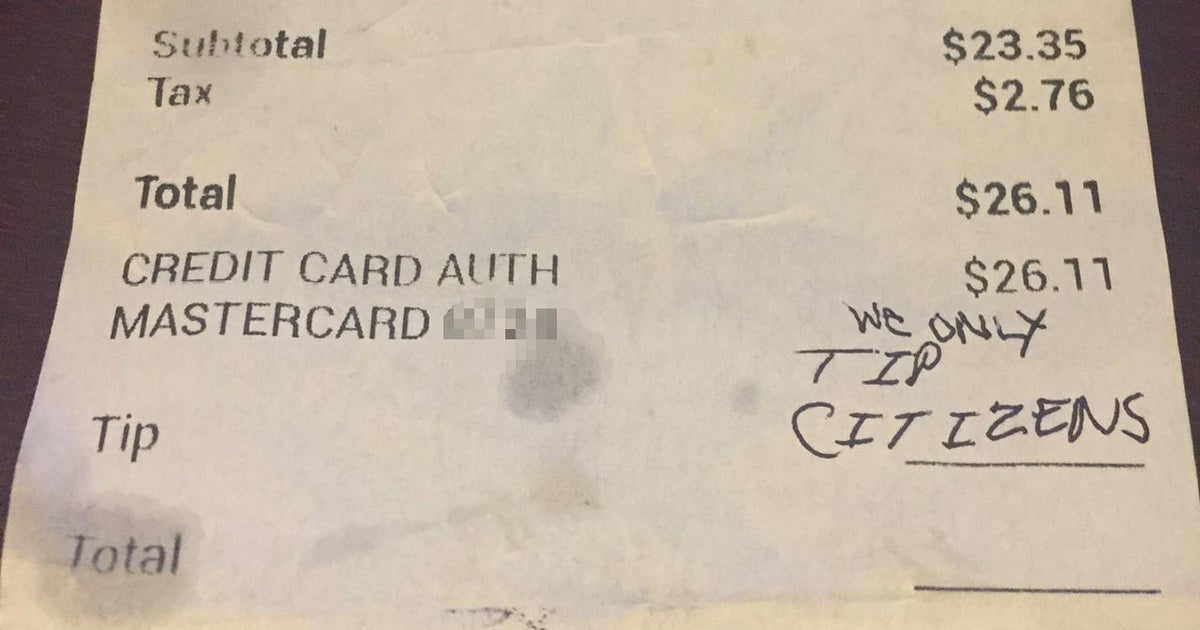 Subtotal $23.35
Tax $2.76
Total $26.11
CREDIT CARD AUTH $26.11
MASTERCARD
WE ONLY
TIP
CITIZENS
Tip
Total